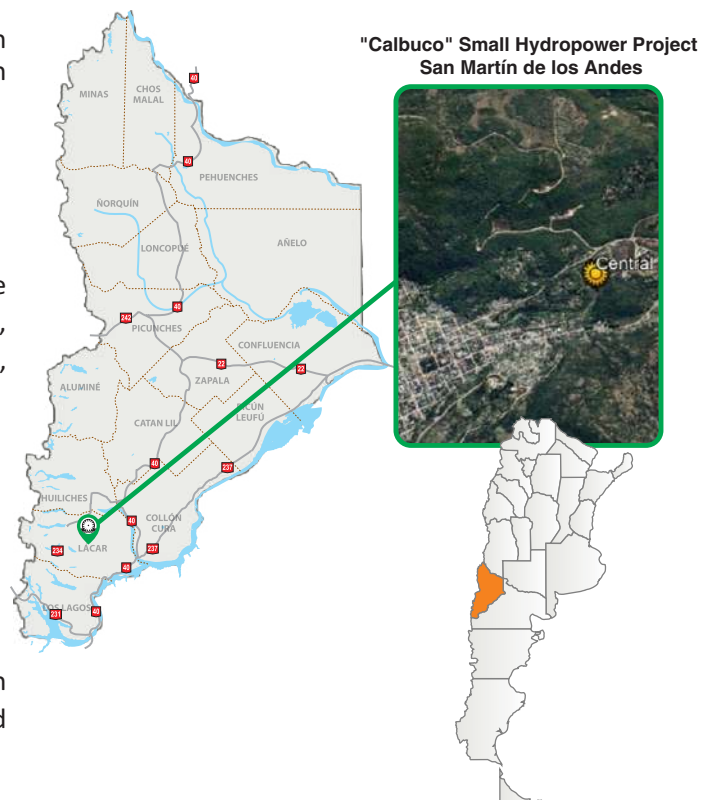 "Calbuco" Small Hydropower Project
San Martín de los Andes
40
MINAS
CHOS
MALAL
40
PEHUENCHES
ÑORQUÍN
AÑELO
LONCOPUÉ
Central
40
242
PICUNCHES
CONFLUENCIA
22
22
ZAPALA
ALUMINÉ
PICÚN
LEUFÚ
CATAN LIL
40
237
HUILICHES
40
COLLÓN
CURA
LÁCAR
234
237
40
LOS LAGOS
231
40